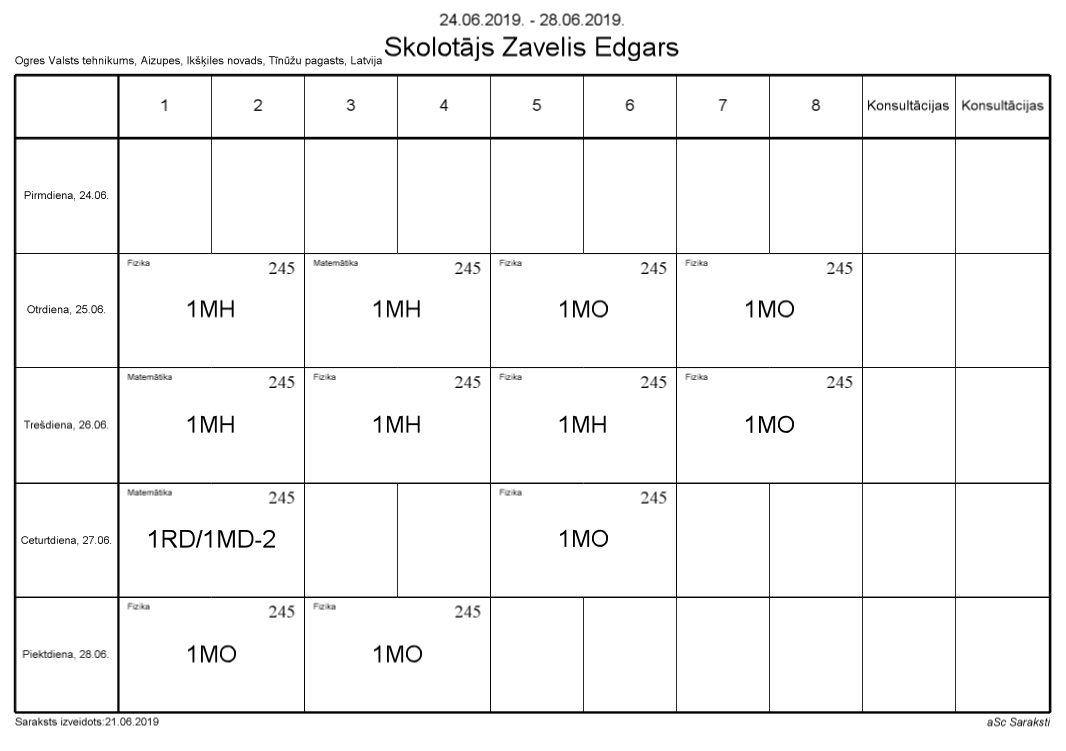 24.06.2019. - 28.06.2019.
Skolotājs Zavelis Edgars
Ogres Valsts tehnikums, Aizupes, Ikšķiles novads, Tīnūžu pagasts, Latvija
1 2 3 4 5 6 7 8 Konsultācijas Konsultācijas
Pirmdiena, 24.06.
Fizika 245 Matemātika 245 Fizika 245 Fizika 245
Otrdiena, 25.06. 1MH 1MH 1MO 1MO
Matemātika 245 Fizika 245 Fizika 245 Fizika 245
Trešdiena, 26.06. 1MH 1MH 1MH 1MO
Matemātika 245 Fizika 245
Ceturtdiena, 27.06. 1RD/1MD-2 1MO
Fizika 245 Fizika 245
Piektdiena, 28.06. 1MO 1MO
Saraksts izveidots:21.06.2019 aSc Saraksti